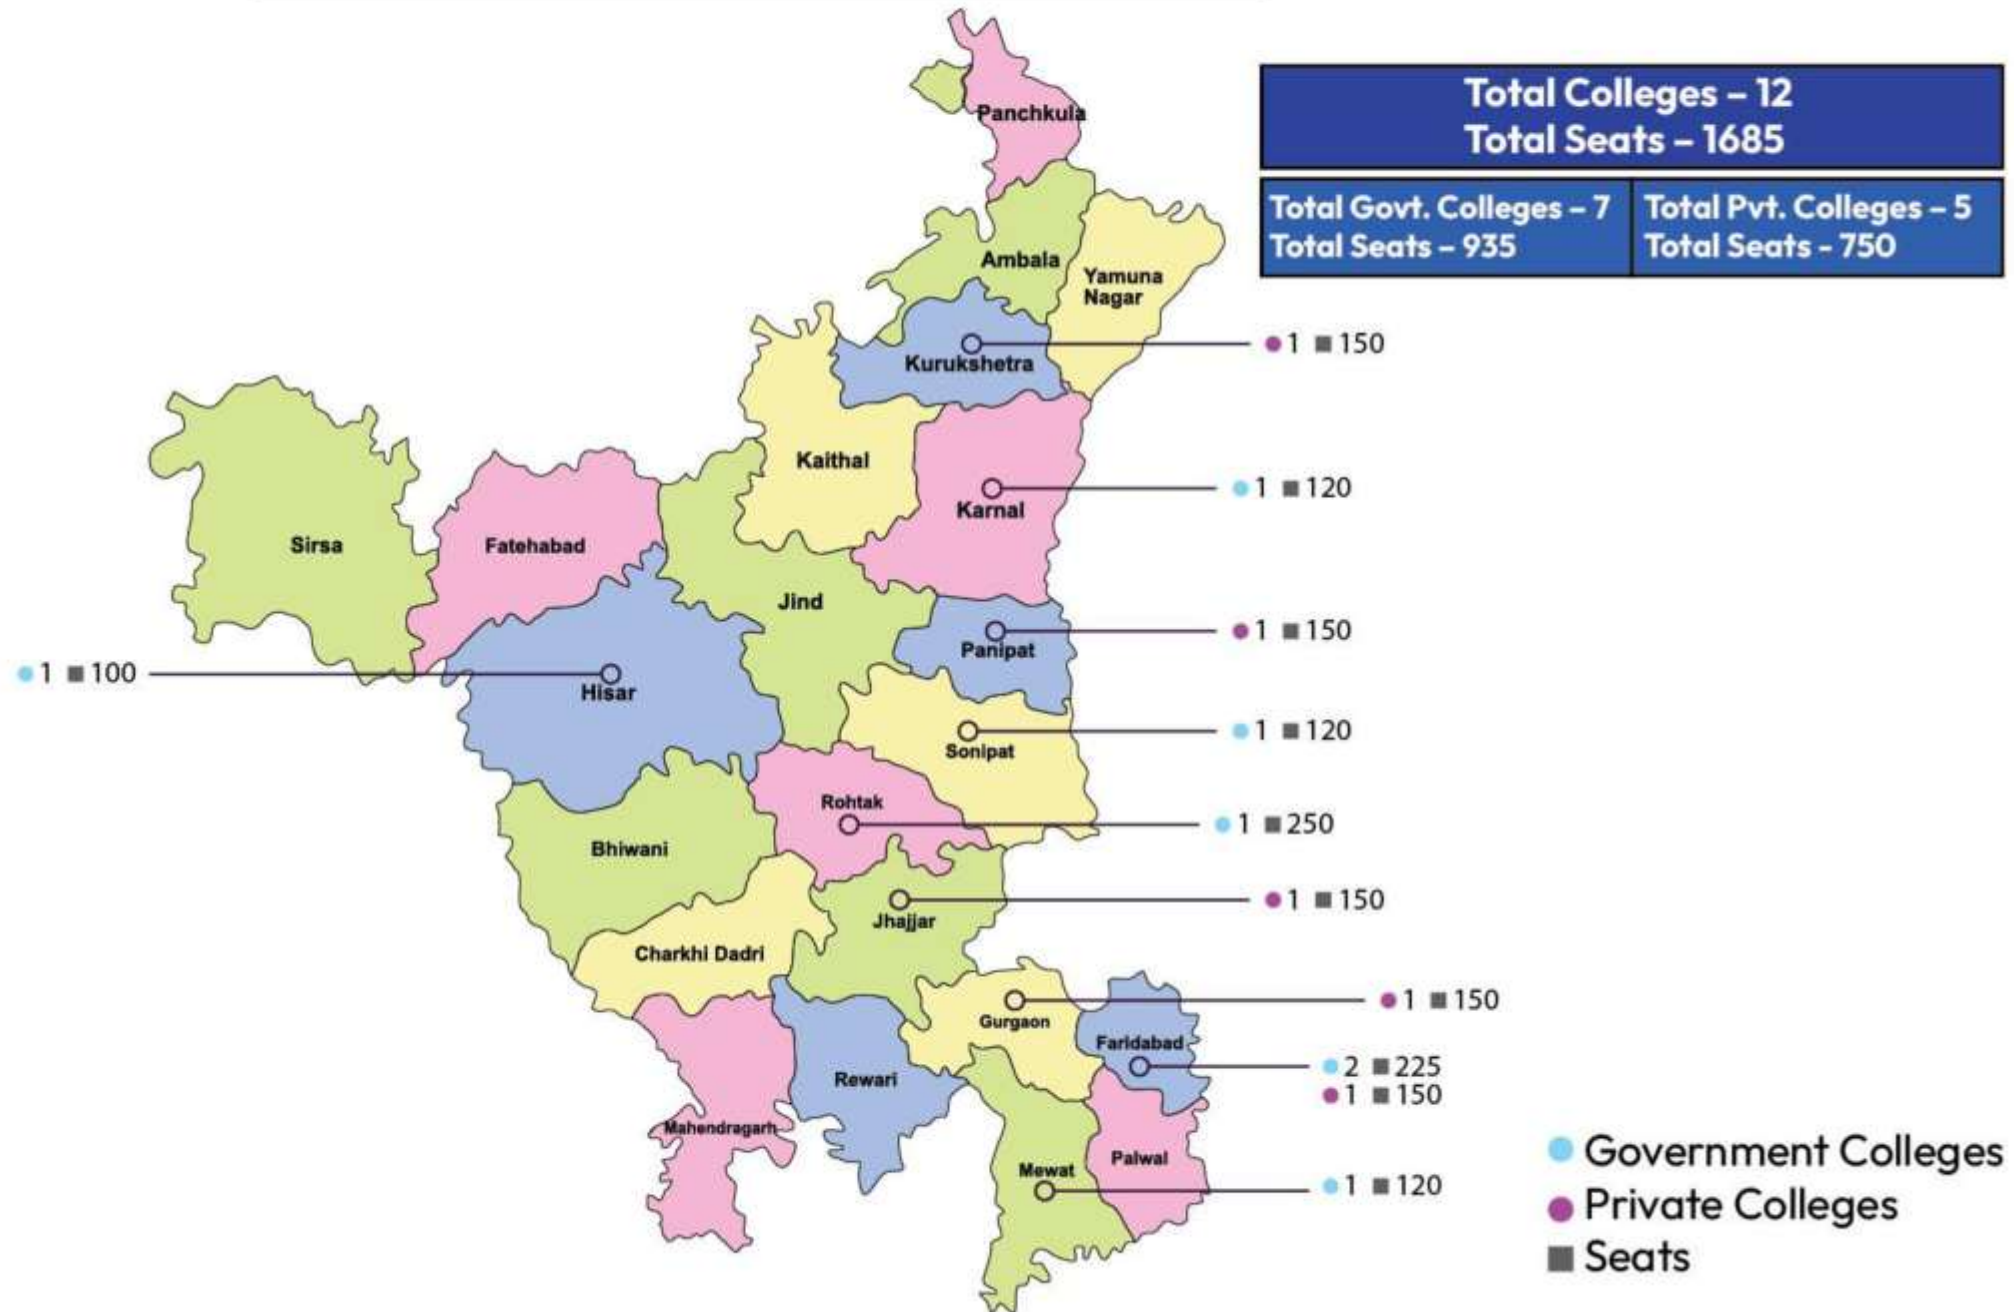 Panchkula
Total Colleges – 12
Total Seats – 1685
Total Govt. Colleges – 7
Total Seats – 935
Total Pvt. Colleges – 5
Total Seats - 750
Ambala
Yamuna
Nagar
Kurukshetra
1 150
Kaithal
Karnal
1 120
Sirsa
Fatehabad
Jind
Panipat
1 150
1 100
Hisar
Sonipat
1 120
Rohtak
1 250
Bhiwani
Jhajjar
1 150
Charkhi Dadri
Gurgaon
1 150
Faridabad
2 225
1 150
Rewari
Mahendragarh
Mewat
1 120
Palwal
Government Colleges
Private Colleges
Seats